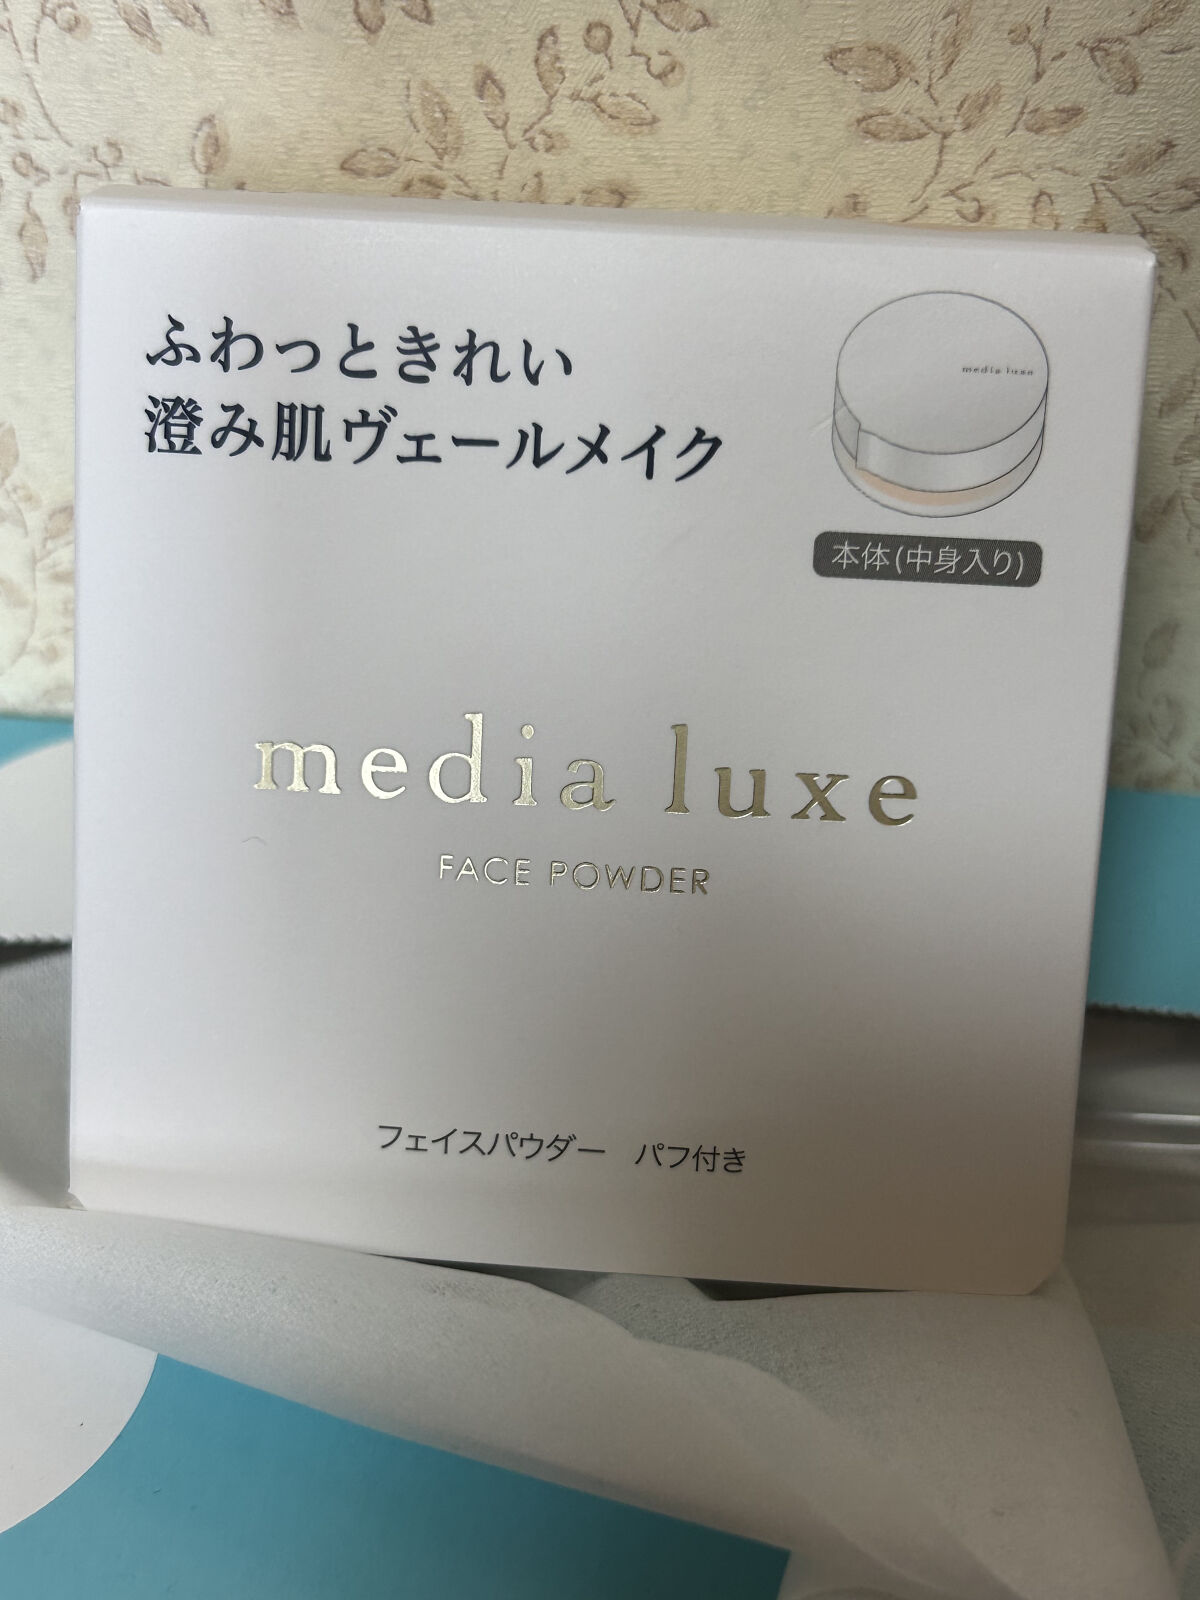 ふわっときれい
澄み肌ヴェールメイク
media luxe
本体(中身入り)
media luxe
FACE POWDER
フェイスパウダー パフ付き